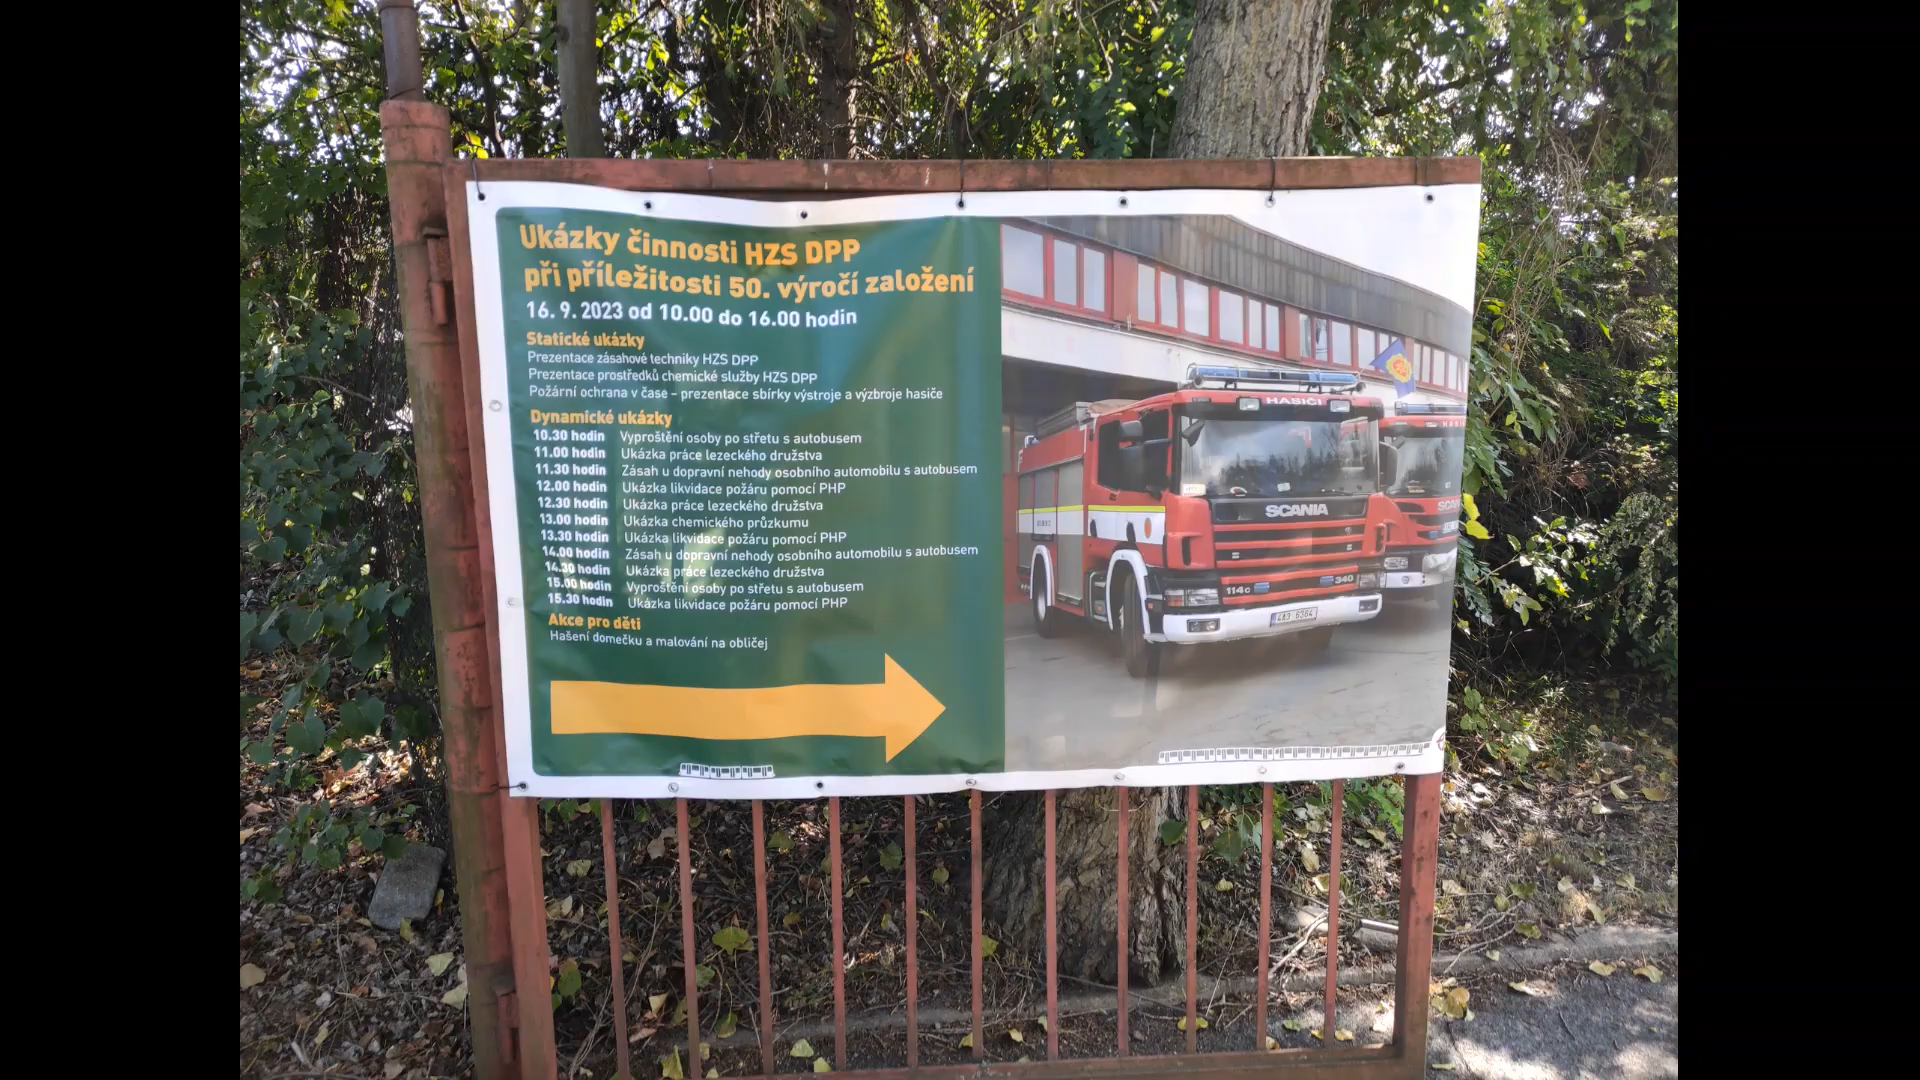 Ukázky činnosti HZS DPP
při příležitosti 50. výročí založení
16. 9. 2023 od 10.00 do 16.00 hodin
Statické ukázky
Prezentace zásahové techniky HZS DPP
Prezentace prostředků chemické služby HZS DPP
Požární ochrana v čase – prezentace sbírky výstroje a výzbroje hasiče
Dynamické ukázky
10.30 hodin Vyproštění osoby po střetu s autobusem
11.00 hodin Ukázka práce lezeckého družstva
11.30 hodin Zásah u dopravní nehody osobního automobilu s autobusem
12.00 hodin Ukázka likvidace požáru pomocí PHP
12.30 hodin Ukázka práce lezeckého družstva
13.00 hodin Ukázka chemického průzkumu
13.30 hodin Ukázka likvidace požáru pomocí PHP
14.00 hodin Zásah u dopravní nehody osobního automobilu s autobusem
14.30 hodin Ukázka práce lezeckého družstva
15.00 hodin Vyproštění osoby po střetu s autobusem
15.30 hodin Ukázka likvidace požáru pomocí PHP
Akce pro děti
Hašení domečku a malování na obličej
HASIČI
SCANIA
114C 340
4A3 6384